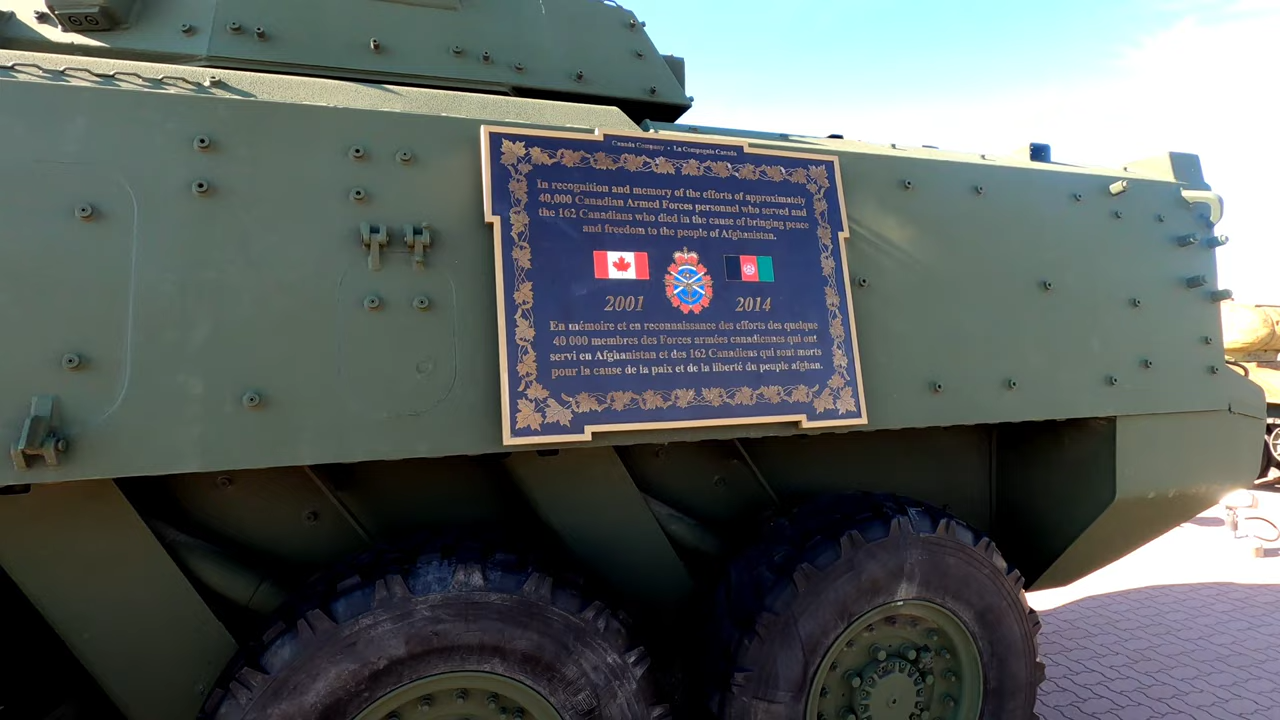 Canada Company • La Compagnie Canada
In recognition and memory of the efforts of approximately
40,000 Canadian Armed Forces personnel who served and
the 162 Canadians who died in the cause of bringing peace
and freedom to the people of Afghanistan.
2001 2014
En mémoire et en reconnaissance des efforts des quelque
40 000 membres des Forces armées canadiennes qui ont
servi en Afghanistan et des 162 Canadiens qui sont morts
pour la cause de la paix et de la liberté du peuple afghan.